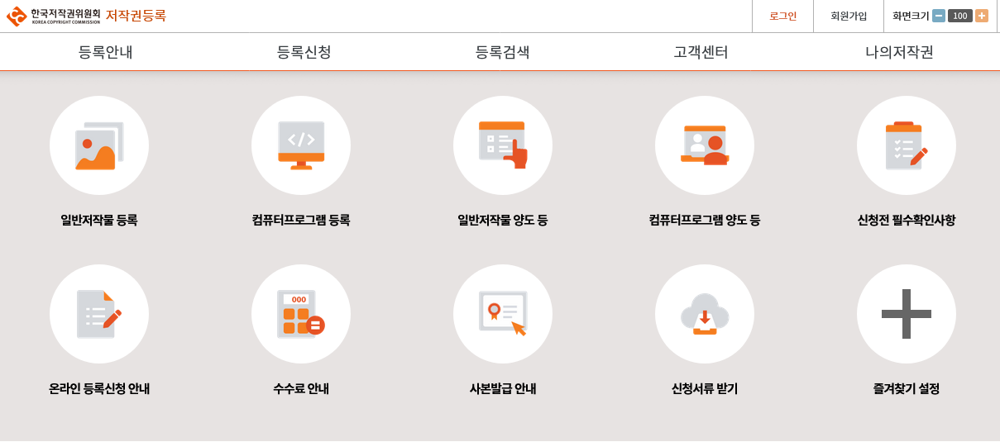 한국저작권위원회 저작권등록
KOREA COPYRIGHT COMMISSION
로그인 회원가입 화면크기 100
등록안내 등록신청 등록검색 고객센터 나의저작권
일반저작물 등록 컴퓨터프로그램 등록 일반저작물 양도 등 컴퓨터프로그램 양도 등 신청전 필수확인사항
000
온라인 등록신청 안내 수수료 안내 사본발급 안내 신청서류 받기 즐겨찾기 설정